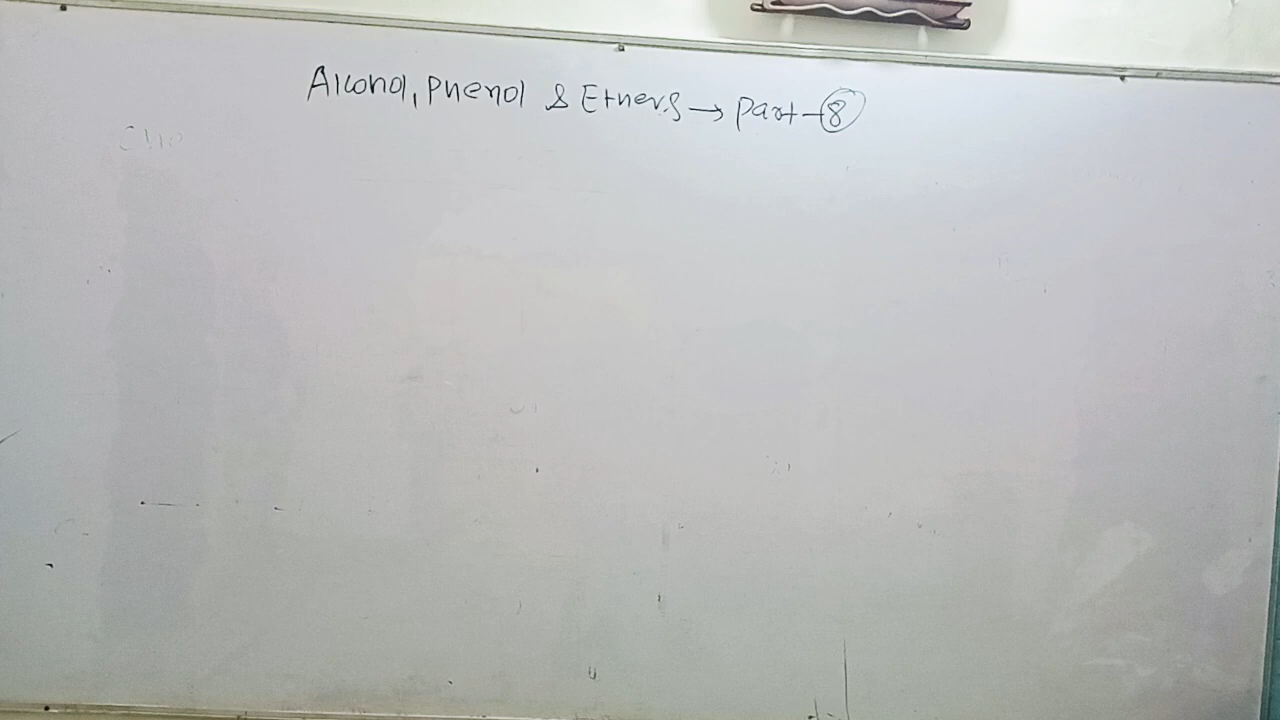 Alcohol, Phenol & Ethers → Part-8